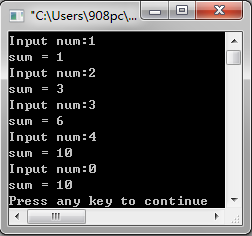 "C:\Users\908pc\...
Input num:1
sum = 1
Input num:2
sum = 3
Input num:3
sum = 6
Input num:4
sum = 10
Input num:0
sum = 10
Press any key to continue